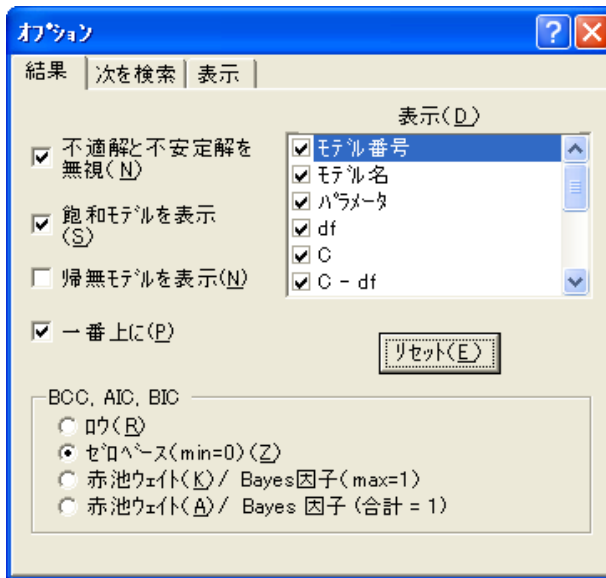 オプション
結果 次を検索 表示
表示(D)
不適解と不安定解を
無視(N)
飽和モデルを表示
(S)
帰無モデルを表示(N)
一番上に(P)
モデル番号
モデル名
パラメータ
df
C
C - df
リセット(E)
BCC, AIC, BIC
ロウ(R)
ゼロベース(min=0)(Z)
赤池ウェイト(K)/ Bayes因子(max=1)
赤池ウェイト(A)/ Bayes 因子(合計 = 1)